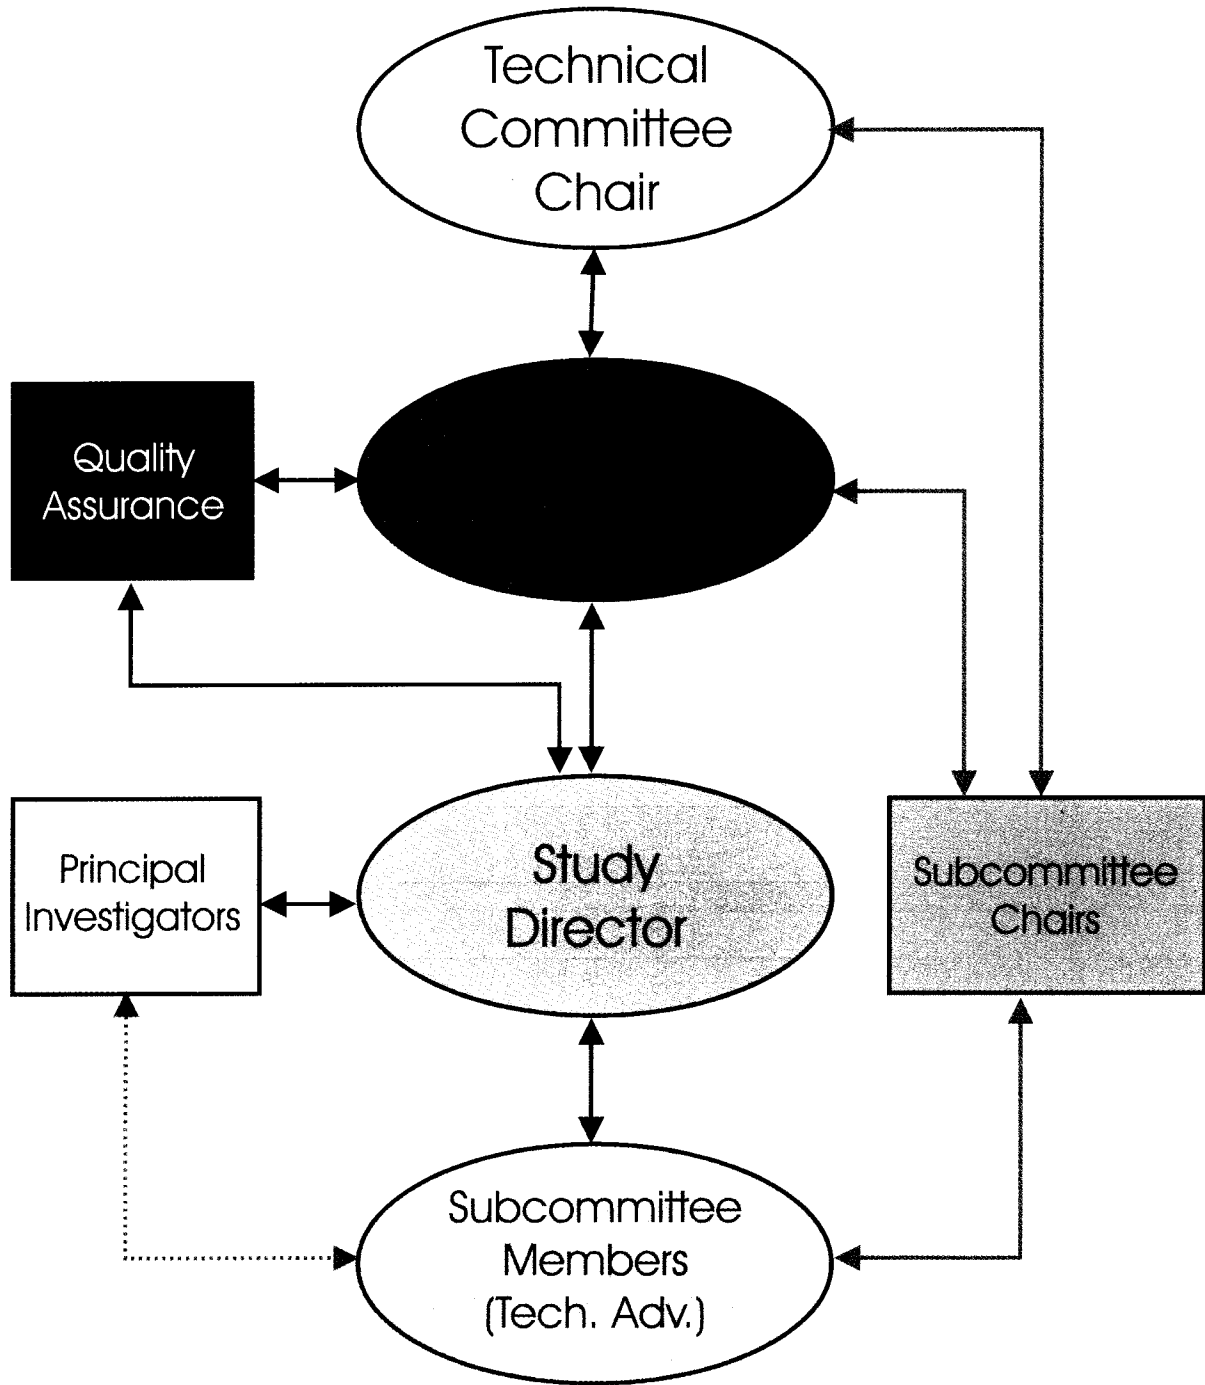 Technical
Committee
Chair
Quality
Assurance
Study
Director
Principal
Investigators
Subcommittee
Chairs
Subcommittee
Members
(Tech. Adv.)